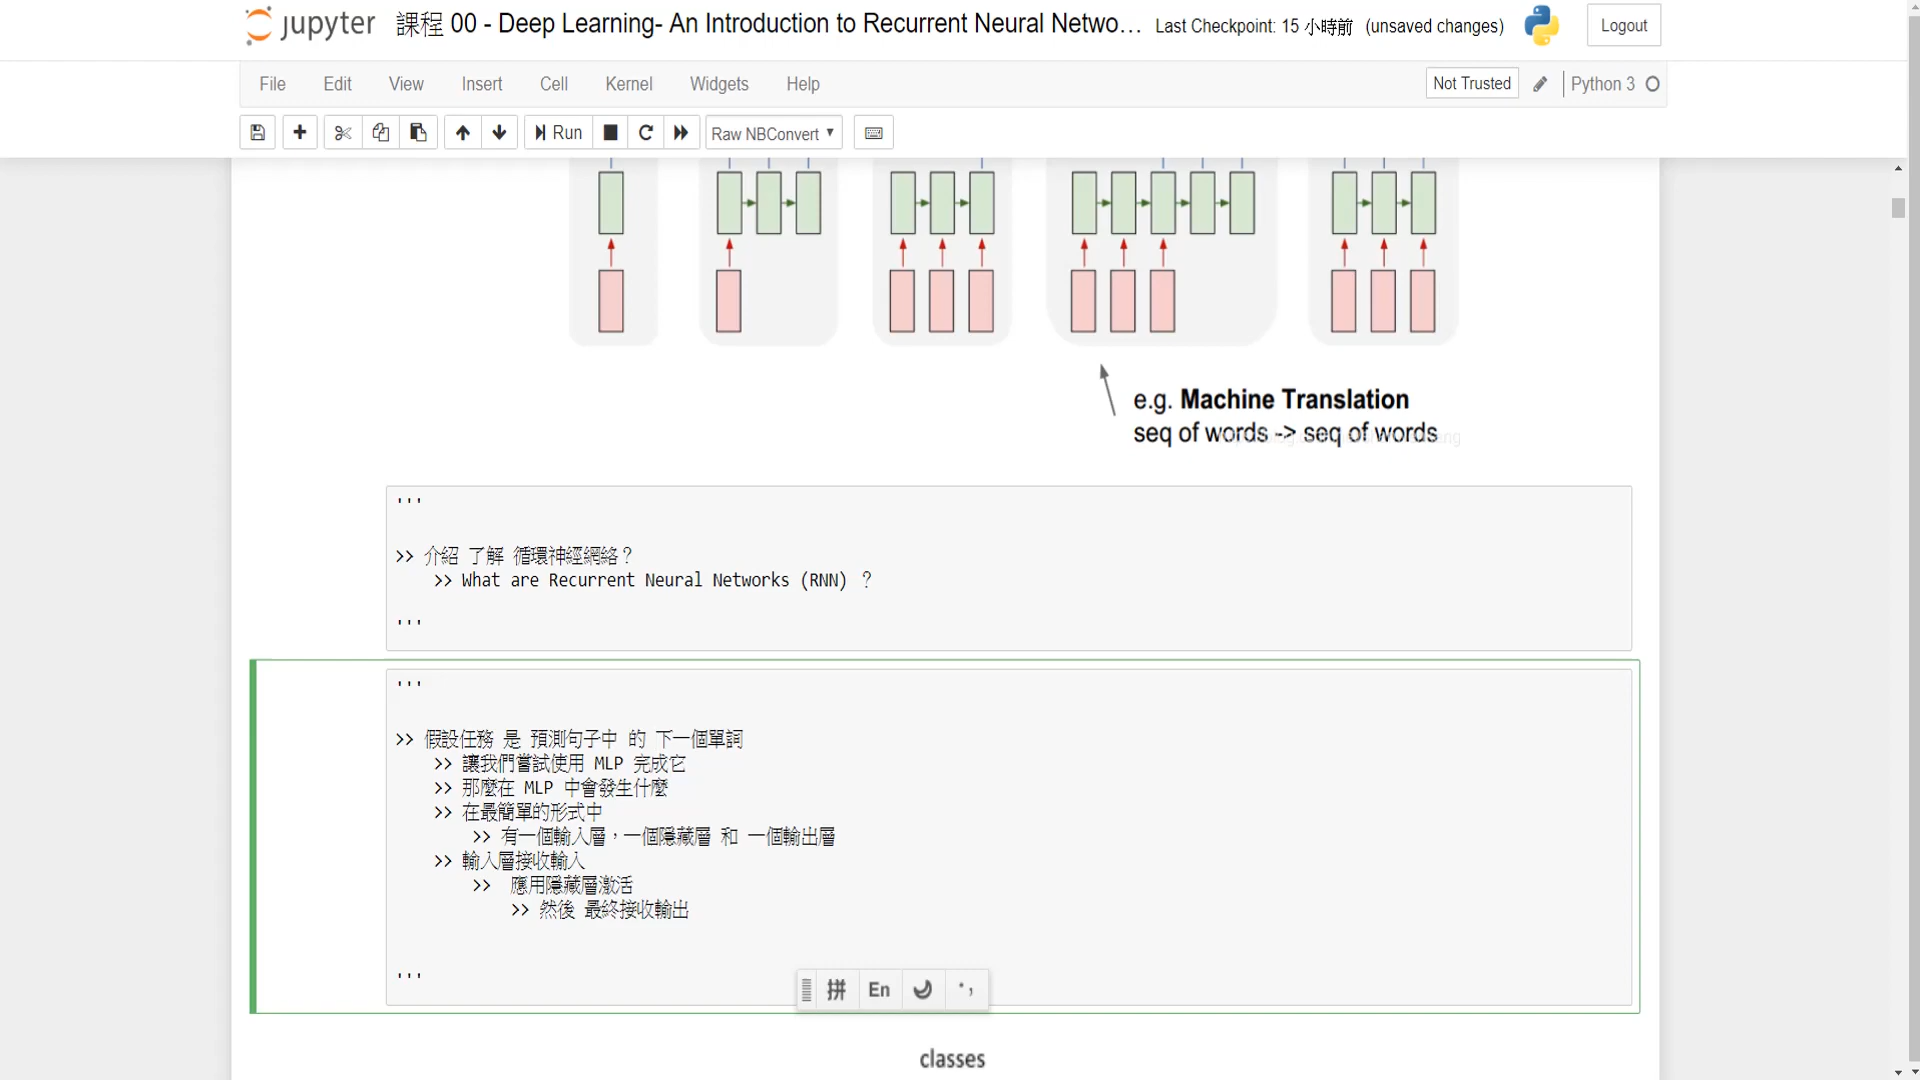 jupyter 課程 00 - Deep Learning- An Introduction to Recurrent Neural Netwo… Last Checkpoint: 15 小時前 (unsaved changes) Logout
File Edit View Insert Cell Kernel Widgets Help Not Trusted Python 3
Run Raw NBConvert
e.g. Machine Translation
seq of words -> seq of words
'''
>> 介紹 了解 循環神經網絡？
>> What are Recurrent Neural Networks (RNN) ？
'''
'''
>> 假設任務 是 預測句子中 的 下一個單詞
>> 讓我們嘗試使用 MLP 完成它
>> 那麼在 MLP 中會發生什麼
>> 在最簡單的形式中
>> 有一個輸入層，一個隱藏層 和 一個輸出層
>> 輸入層接收輸入
>> 應用隱藏層激活
>> 然後 最終接收輸出
'''
拼 En
classes